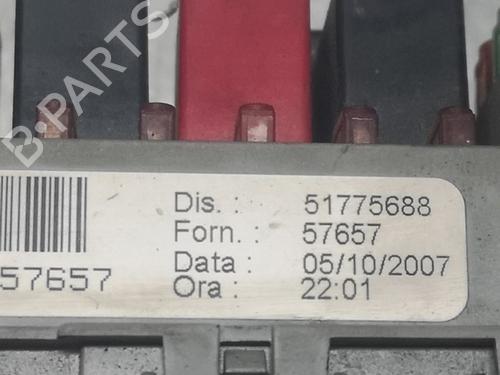 B-PARTS
Dis. : 51775688
Forn. : 57657
Data : 05/10/2007
Ora : 22:01
57657